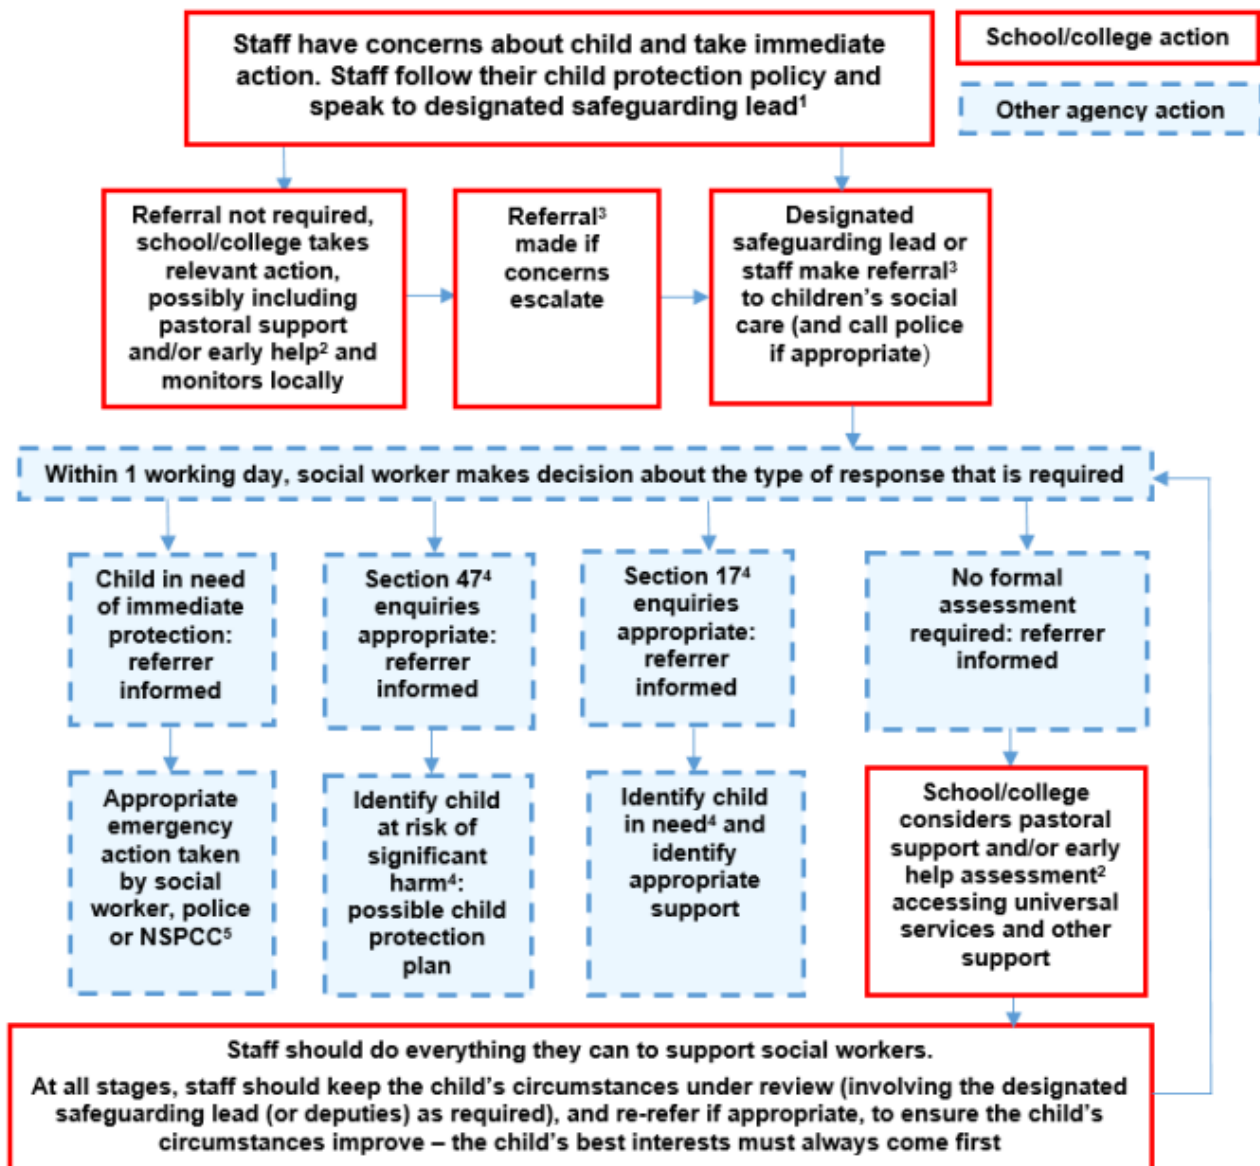 Staff have concerns about child and take immediate
action. Staff follow their child protection policy and
speak to designated safeguarding lead¹
School/college action
Other agency action
Referral not required,
school/college takes
relevant action,
possibly including
pastoral support
and/or early help² and
monitors locally
Referral³
made if
concerns
escalate
Designated
safeguarding lead or
staff make referral³
to children’s social
care (and call police
if appropriate)
Within 1 working day, social worker makes decision about the type of response that is required
Child in need
of immediate
protection:
referrer
informed
Section 47⁴
enquiries
appropriate:
referrer
informed
Section 17⁴
enquiries
appropriate:
referrer
informed
No formal
assessment
required: referrer
informed
Appropriate
emergency
action taken
by social
worker, police
or NSPCC⁵
Identify child
at risk of
significant
harm⁴:
possible child
protection
plan
Identify child
in need⁴ and
identify
appropriate
support
School/college
considers pastoral
support and/or early
help assessment²
accessing universal
services and other
support
Staff should do everything they can to support social workers.
At all stages, staff should keep the child’s circumstances under review (involving the designated
safeguarding lead (or deputies) as required), and re-refer if appropriate, to ensure the child’s
circumstances improve – the child’s best interests must always come first